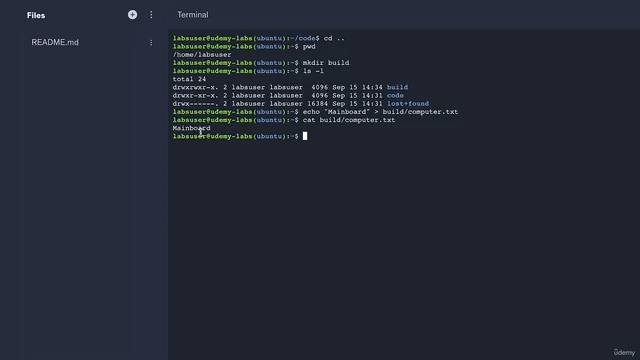 Files
Terminal
README.md
labsuser@udemy-labs(ubuntu):~/code$ cd ..
labsuser@udemy-labs(ubuntu):~$ pwd
/home/labsuser
labsuser@udemy-labs(ubuntu):~$ mkdir build
labsuser@udemy-labs(ubuntu):~$ ls -l
total 24
drwxrwxr-x. 2 labsuser labsuser 4096 Sep 15 14:34 build
drwxr-xr-x. 2 labsuser labsuser 4096 Sep 15 14:31 code
drwx------. 2 labsuser labsuser 16384 Sep 15 14:31 lost+found
labsuser@udemy-labs(ubuntu):~$ echo "Mainboard" > build/computer.txt
labsuser@udemy-labs(ubuntu):~$ cat build/computer.txt
Mainboard
labsuser@udemy-labs(ubuntu):~$
udemy